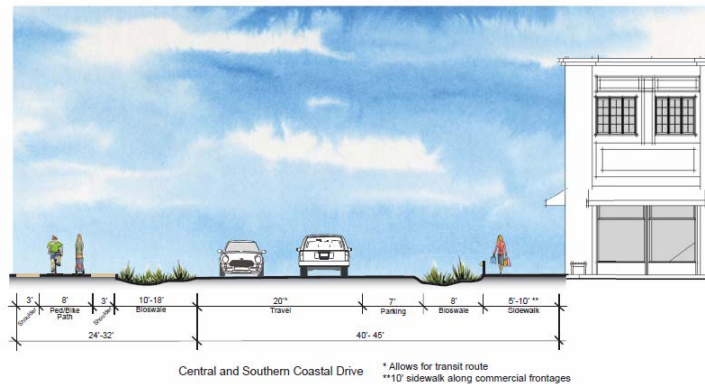 3' 8' 3' 10'-18' 20'* 7' 8' 5'-10' **
Shoulder Ped/Bike Shoulder Bioswale Travel Parking Bioswale Sidewalk
Path
24'-32' 40'- 45'
Central and Southern Coastal Drive * Allows for transit route
**10' sidewalk along commercial frontages